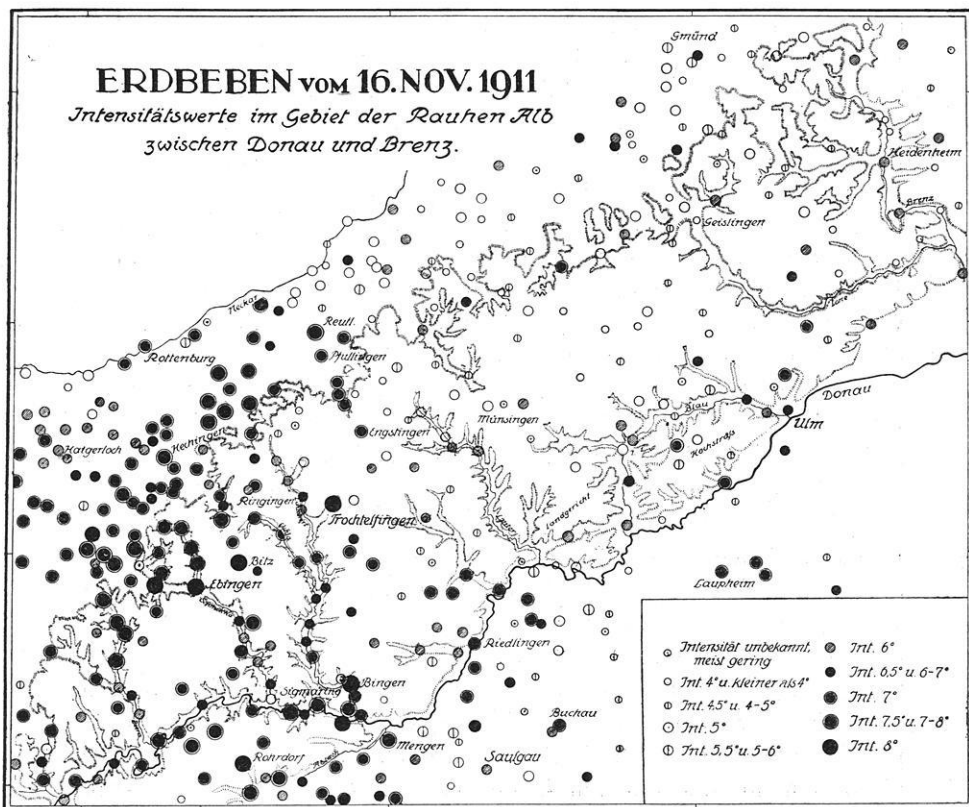 ERDBEBEN VOM 16. NOV. 1911
Intensitätswerte im Gebiet der Rauhen Alb
zwischen Donau und Brenz.
Gmünd
Heidenheim
Brenz
Geislingen
Lone
Neckar
Reutl.
Pfullingen
Rottenburg
Donau
Blau
Ulm
Hochsträß
Münsingen
Engstingen
Hechingen
Haigerloch
Ringingen
Trochtelfingen
Landgericht
Bitz
Ebingen
Laupheim
Riedlingen
Bingen
Sigmaring.
Buchau
Mengen
Saulgau
Rohrdorf
Intensität unbekannt,
meist gering
Int. 4° u. kleiner als 4°
Int. 4,5° u. 4-5°
Int. 5°
Int. 5,5° u. 5-6°
Int. 6°
Int. 6,5° u. 6-7°
Int. 7°
Int. 7,5° u. 7-8°
Int. 8°